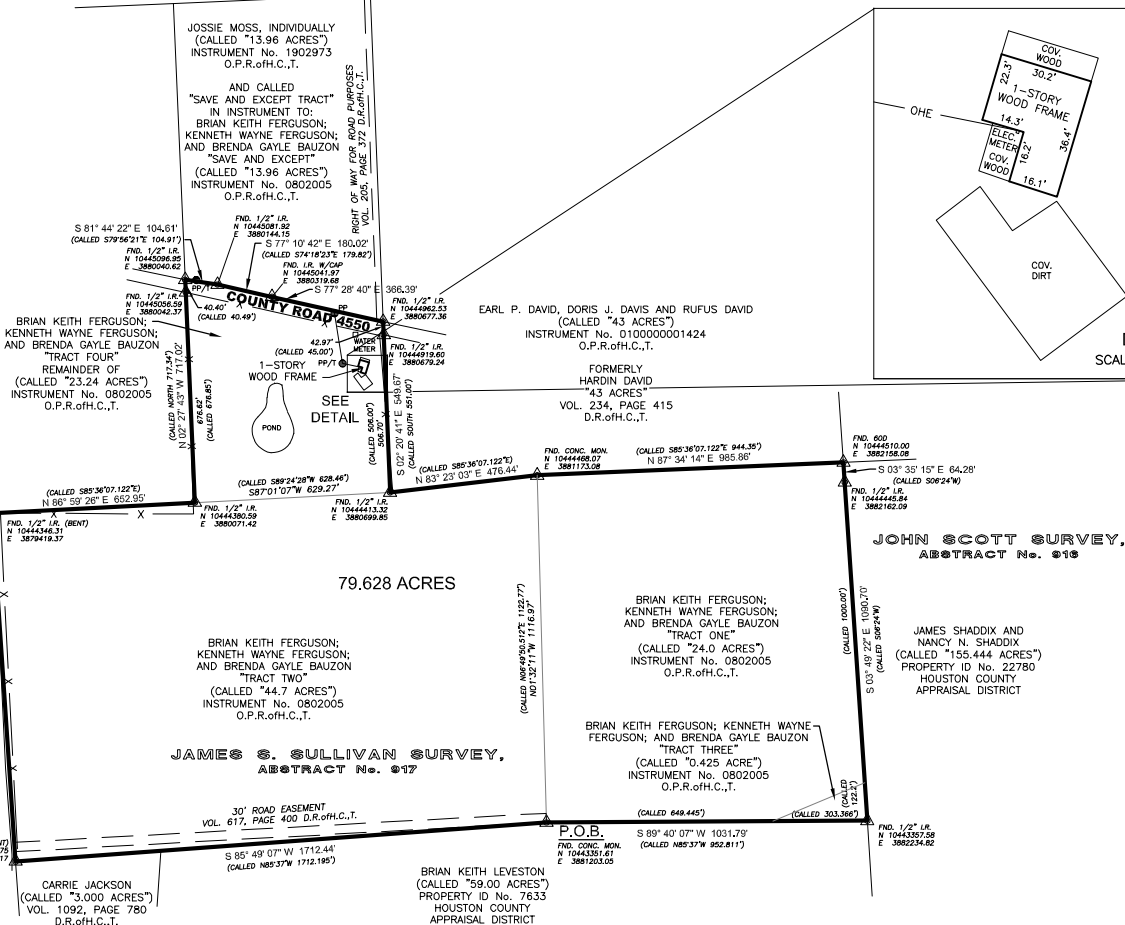 JOSSIE MOSS, INDIVIDUALLY
(CALLED "13.96 ACRES")
INSTRUMENT No. 1902973
O.P.R.ofH.C.,T.
AND CALLED
"SAVE AND EXCEPT TRACT"
IN INSTRUMENT TO:
BRIAN KEITH FERGUSON;
KENNETH WAYNE FERGUSON;
AND BRENDA GAYLE BAUZON
"SAVE AND EXCEPT"
(CALLED "13.96 ACRES")
INSTRUMENT No. 0802005
O.P.R.ofH.C.,T.
RIGHT OF WAY FOR ROAD PURPOSES
VOL. 205, PAGE 372 D.R.ofH.C.,T.
COV.
WOOD
30.2'
22.3'
1-STORY
WOOD FRAME
14.3'
36.4'
OHE
ELEC.
METER
16.2'
COV.
WOOD
16.1'
COV.
DIRT
SCAL
S 81° 44' 22" E 104.61'
(CALLED S79°56'21"E 104.91')
FND. 1/2" I.R.
N 10445096.95
E 3880040.62
FND. 1/2" I.R.
N 10445081.92
E 3880144.15
S 77° 10' 42" E 180.02'
(CALLED S74°18'23"E 179.82')
FND. I.R. W/CAP
N 10445041.97
E 3880319.68
S 77° 28' 40" E 366.39'
PP/T
PP
COUNTY ROAD 4550
FND. 1/2" I.R.
N 10444962.53
E 3880677.36
FND. 1/2" I.R.
N 10445056.59
E 3880042.37
40.40'
(CALLED 40.49')
42.97'
(CALLED 45.00')
WATER
METER
N 10444919.60
E 3880679.24
PP/T
1-STORY
WOOD FRAME
SEE
DETAIL
POND
BRIAN KEITH FERGUSON;
KENNETH WAYNE FERGUSON;
AND BRENDA GAYLE BAUZON
"TRACT FOUR"
REMAINDER OF
(CALLED "23.24 ACRES")
INSTRUMENT No. 0802005
O.P.R.ofH.C.,T.
(CALLED NORTH 717.34')
N 02° 27' 43" W 717.02'
676.62'
(CALLED 676.85')
(CALLED 506.00')
506.70'
S 02° 20' 41" E 549.67'
(CALLED SOUTH 551.00')
EARL P. DAVID, DORIS J. DAVIS AND RUFUS DAVID
(CALLED "43 ACRES")
INSTRUMENT No. 0100000001424
O.P.R.ofH.C.,T.
FORMERLY
HARDIN DAVID
"43 ACRES"
VOL. 234, PAGE 415
D.R.ofH.C.,T.
(CALLED S85°36'07.122"E)
N 86° 59' 26" E 652.95'
(CALLED S89°24'28"W 628.46')
S87°01'07"W 629.27'
(CALLED S85°36'07.122"E)
N 83° 23' 03" E 476.44'
FND. CONC. MON.
N 10444468.07
E 3881173.08
(CALLED S85°36'07.122"E 944.35')
N 87° 34' 14" E 985.86'
FND. 60D
N 10444510.00
E 3882158.08
S 03° 35' 15" E 64.28'
(CALLED S06°24'W)
FND. 1/2" I.R.
N 10444445.84
E 3882162.09
FND. 1/2" I.R. (BENT)
N 10444346.31
E 3879419.37
FND. 1/2" I.R.
N 10444380.59
E 3880071.42
FND. 1/2" I.R.
N 10444413.32
E 3880699.85
JOHN SCOTT SURVEY,
ABSTRACT No. 916
79.628 ACRES
(CALLED N06°49'50.512"E 1122.77')
N01°32'11"W 1116.97'
BRIAN KEITH FERGUSON;
KENNETH WAYNE FERGUSON;
AND BRENDA GAYLE BAUZON
"TRACT ONE"
(CALLED "24.0 ACRES")
INSTRUMENT No. 0802005
O.P.R.ofH.C.,T.
(CALLED 1000.00')
S 03° 49' 22" E 1090.70'
(CALLED S06°24'W)
JAMES SHADDIX AND
NANCY N. SHADDIX
(CALLED "155.444 ACRES")
PROPERTY ID No. 22780
HOUSTON COUNTY
APPRAISAL DISTRICT
BRIAN KEITH FERGUSON;
KENNETH WAYNE FERGUSON;
AND BRENDA GAYLE BAUZON
"TRACT TWO"
(CALLED "44.7 ACRES")
INSTRUMENT No. 0802005
O.P.R.ofH.C.,T.
JAMES S. SULLIVAN SURVEY,
ABSTRACT No. 917
BRIAN KEITH FERGUSON; KENNETH WAYNE
FERGUSON; AND BRENDA GAYLE BAUZON
"TRACT THREE"
(CALLED "0.425 ACRE")
INSTRUMENT No. 0802005
O.P.R.ofH.C.,T.
(CALLED
122.2')
30' ROAD EASEMENT
VOL. 617, PAGE 400 D.R.ofH.C.,T.
(CALLED 649.445')
(CALLED 303.366')
P.O.B.
FND. CONC. MON.
N 10443351.61
E 3881203.05
S 89° 40' 07" W 1031.79'
(CALLED N85°37'W 952.811')
FND. 1/2" I.R.
N 10443357.58
E 3882234.82
NT)
75
17
S 85° 49' 07" W 1712.44'
(CALLED N85°37'W 1712.195')
CARRIE JACKSON
(CALLED "3.000 ACRES")
VOL. 1092, PAGE 780
D.R.ofH.C.,T.
BRIAN KEITH LEVESTON
(CALLED "59.00 ACRES")
PROPERTY ID No. 7633
HOUSTON COUNTY
APPRAISAL DISTRICT